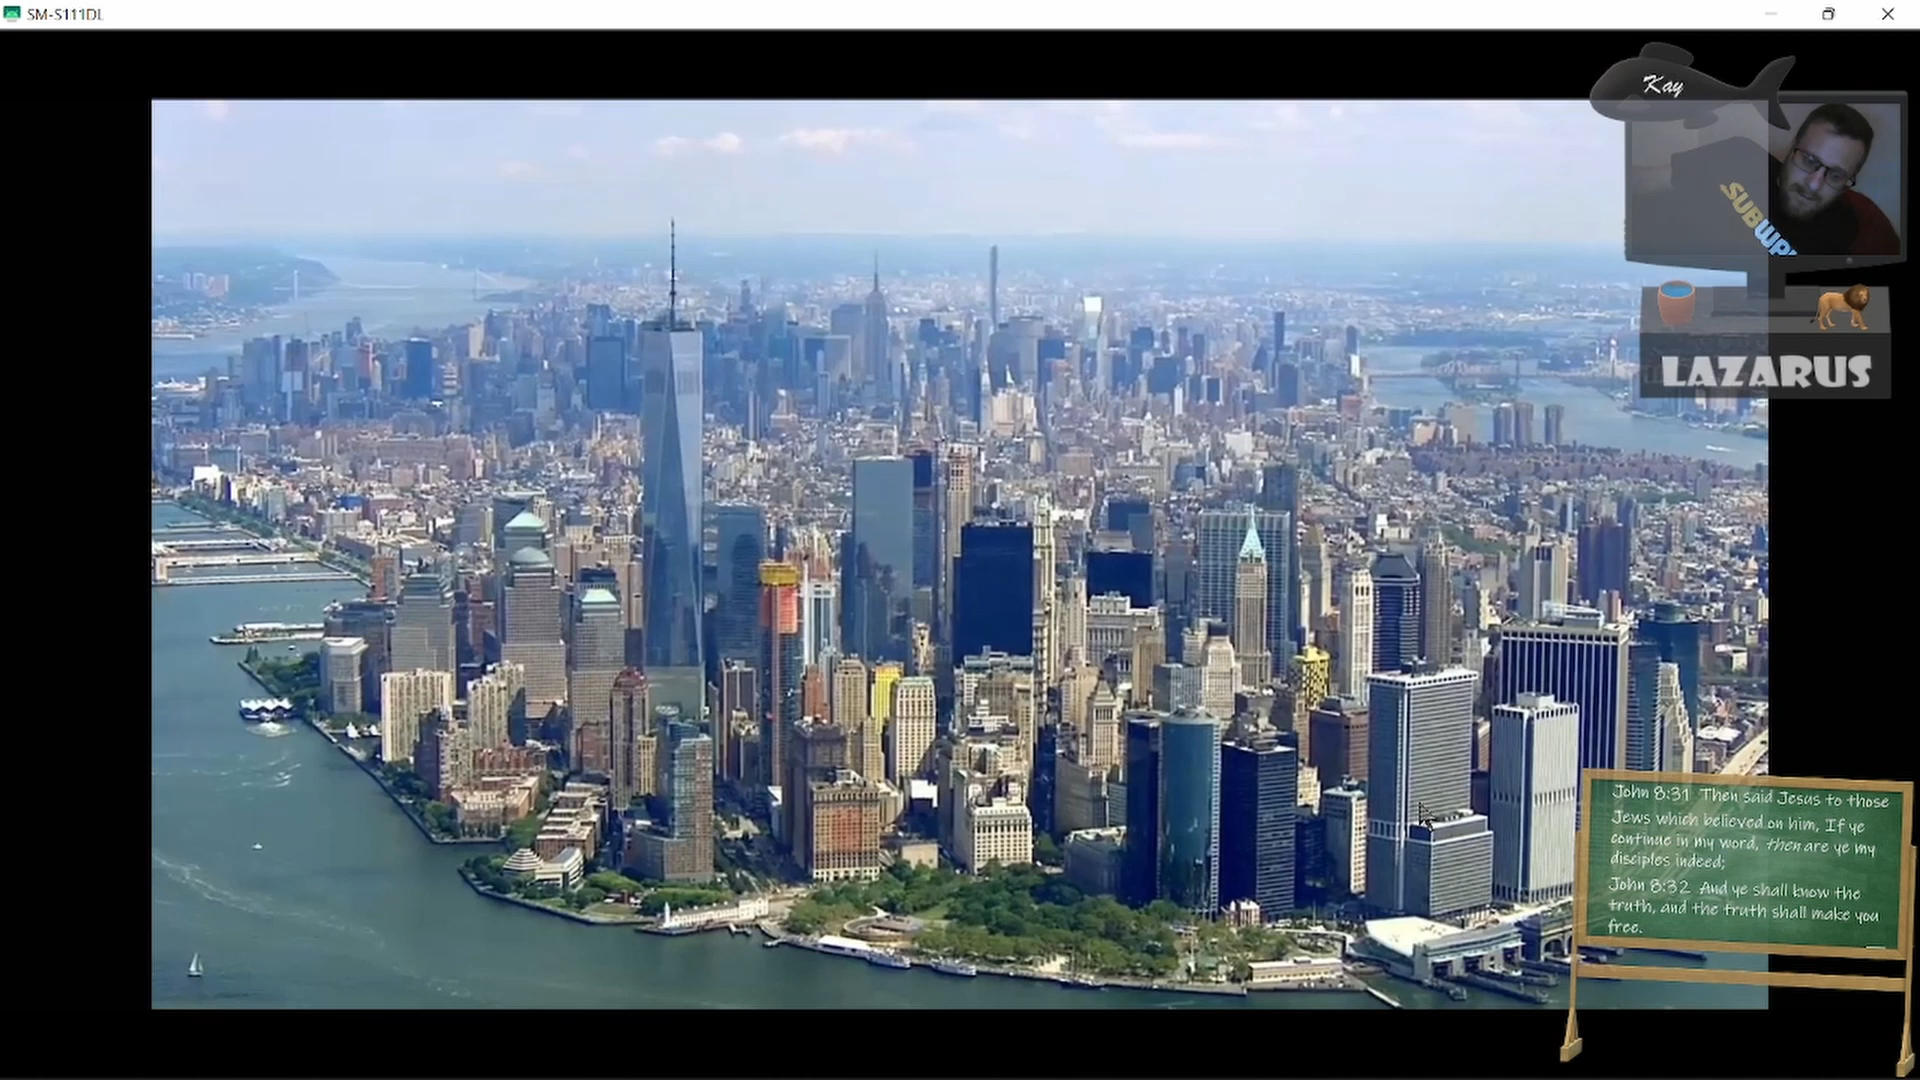 SM-S111DL
Kay
SUBWAY
LAZARUS
John 8:31 Then said Jesus to those
Jews which believed on him, If ye
continue in my word, then are ye my
disciples indeed;
John 8:32 And ye shall know the
truth, and the truth shall make you
free.